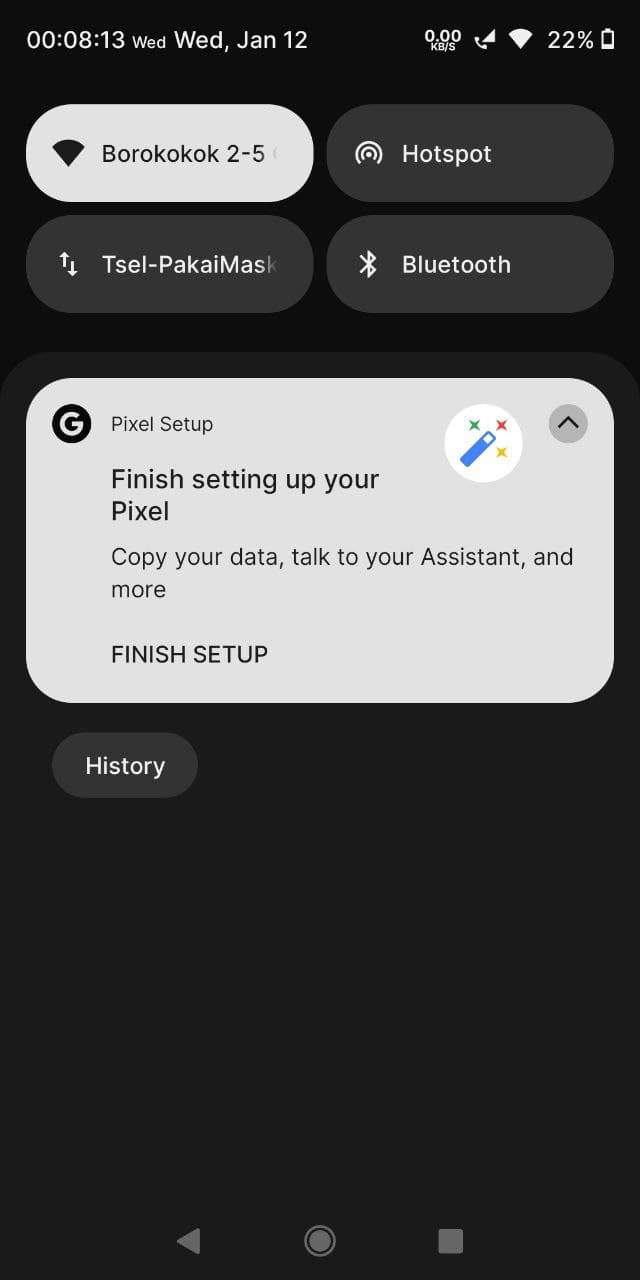 00:08:13 Wed Wed, Jan 12 0.00 KB/S 22%
Borokokok 2-5
Hotspot
Tsel-PakaiMask
Bluetooth
Pixel Setup
Finish setting up your
Pixel
Copy your data, talk to your Assistant, and
more
FINISH SETUP
History